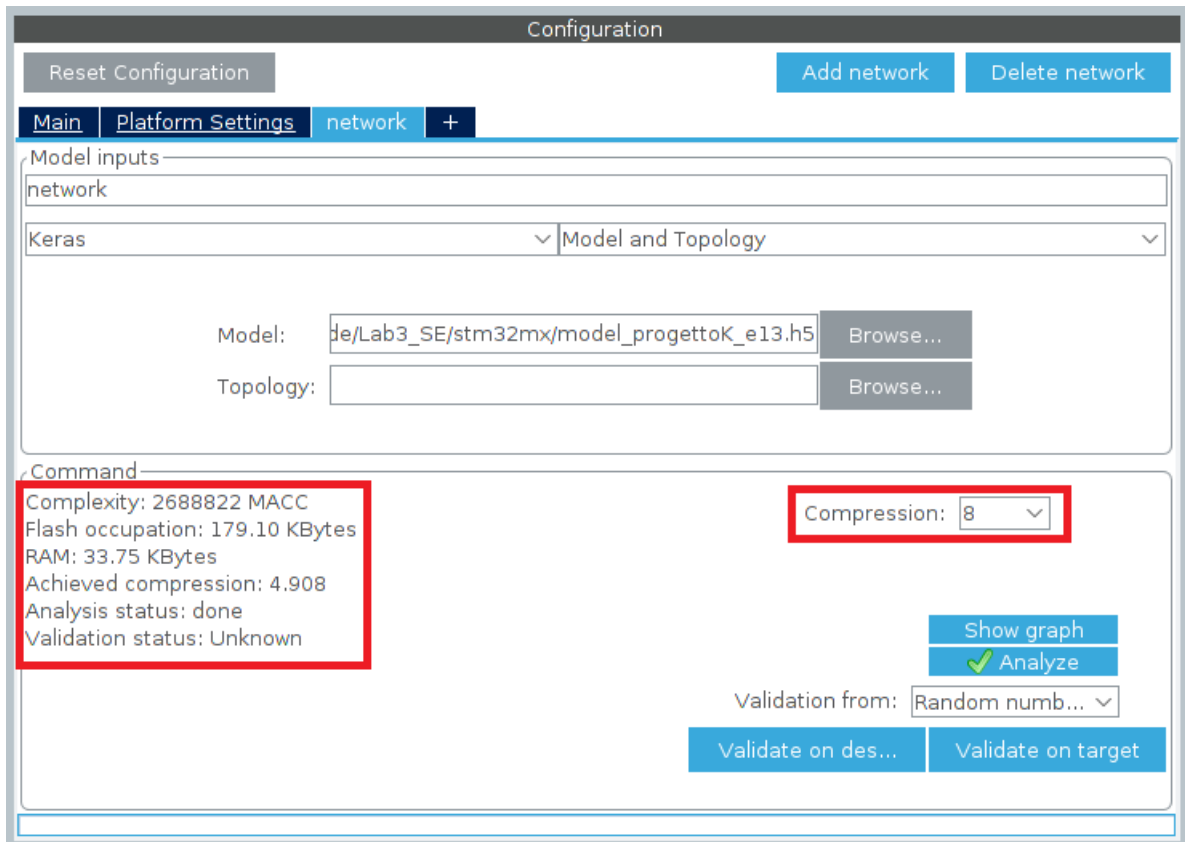 Configuration
Reset Configuration
Add network
Delete network
Main
Platform Settings
network
+
Model inputs
network
Keras
Model and Topology
Model:
de/Lab3_SE/stm32mx/model_progettoK_e13.h5
Browse...
Topology:
Browse...
Command
Complexity: 2688822 MACC
Flash occupation: 179.10 KBytes
RAM: 33.75 KBytes
Achieved compression: 4.908
Analysis status: done
Validation status: Unknown
Compression: 8
Show graph
Analyze
Validation from: Random numb...
Validate on des...
Validate on target